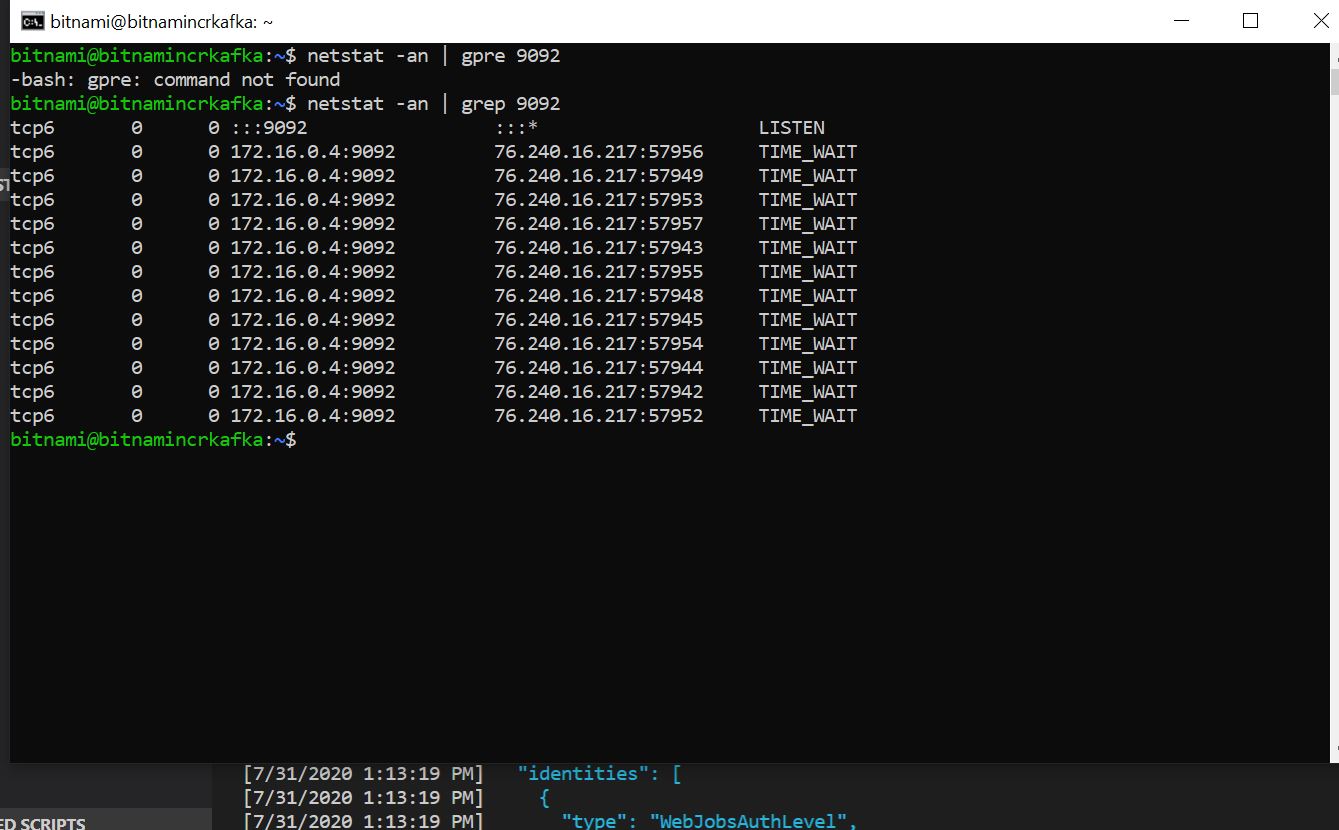 bitnami@bitnamincrkafka: ~
bitnami@bitnamincrkafka:~$ netstat -an | gpre 9092
-bash: gpre: command not found
bitnami@bitnamincrkafka:~$ netstat -an | grep 9092
tcp6       0      0 :::9092                 :::*                    LISTEN
tcp6       0      0 172.16.0.4:9092         76.240.16.217:57956     TIME_WAIT
tcp6       0      0 172.16.0.4:9092         76.240.16.217:57949     TIME_WAIT
tcp6       0      0 172.16.0.4:9092         76.240.16.217:57953     TIME_WAIT
tcp6       0      0 172.16.0.4:9092         76.240.16.217:57957     TIME_WAIT
tcp6       0      0 172.16.0.4:9092         76.240.16.217:57943     TIME_WAIT
tcp6       0      0 172.16.0.4:9092         76.240.16.217:57955     TIME_WAIT
tcp6       0      0 172.16.0.4:9092         76.240.16.217:57948     TIME_WAIT
tcp6       0      0 172.16.0.4:9092         76.240.16.217:57945     TIME_WAIT
tcp6       0      0 172.16.0.4:9092         76.240.16.217:57954     TIME_WAIT
tcp6       0      0 172.16.0.4:9092         76.240.16.217:57944     TIME_WAIT
tcp6       0      0 172.16.0.4:9092         76.240.16.217:57942     TIME_WAIT
tcp6       0      0 172.16.0.4:9092         76.240.16.217:57952     TIME_WAIT
bitnami@bitnamincrkafka:~$
[7/31/2020 1:13:19 PM]   "identities": [
[7/31/2020 1:13:19 PM]     {
[7/31/2020 1:13:19 PM]       "type": "WebJobsAuthLevel",
ED SCRIPTS